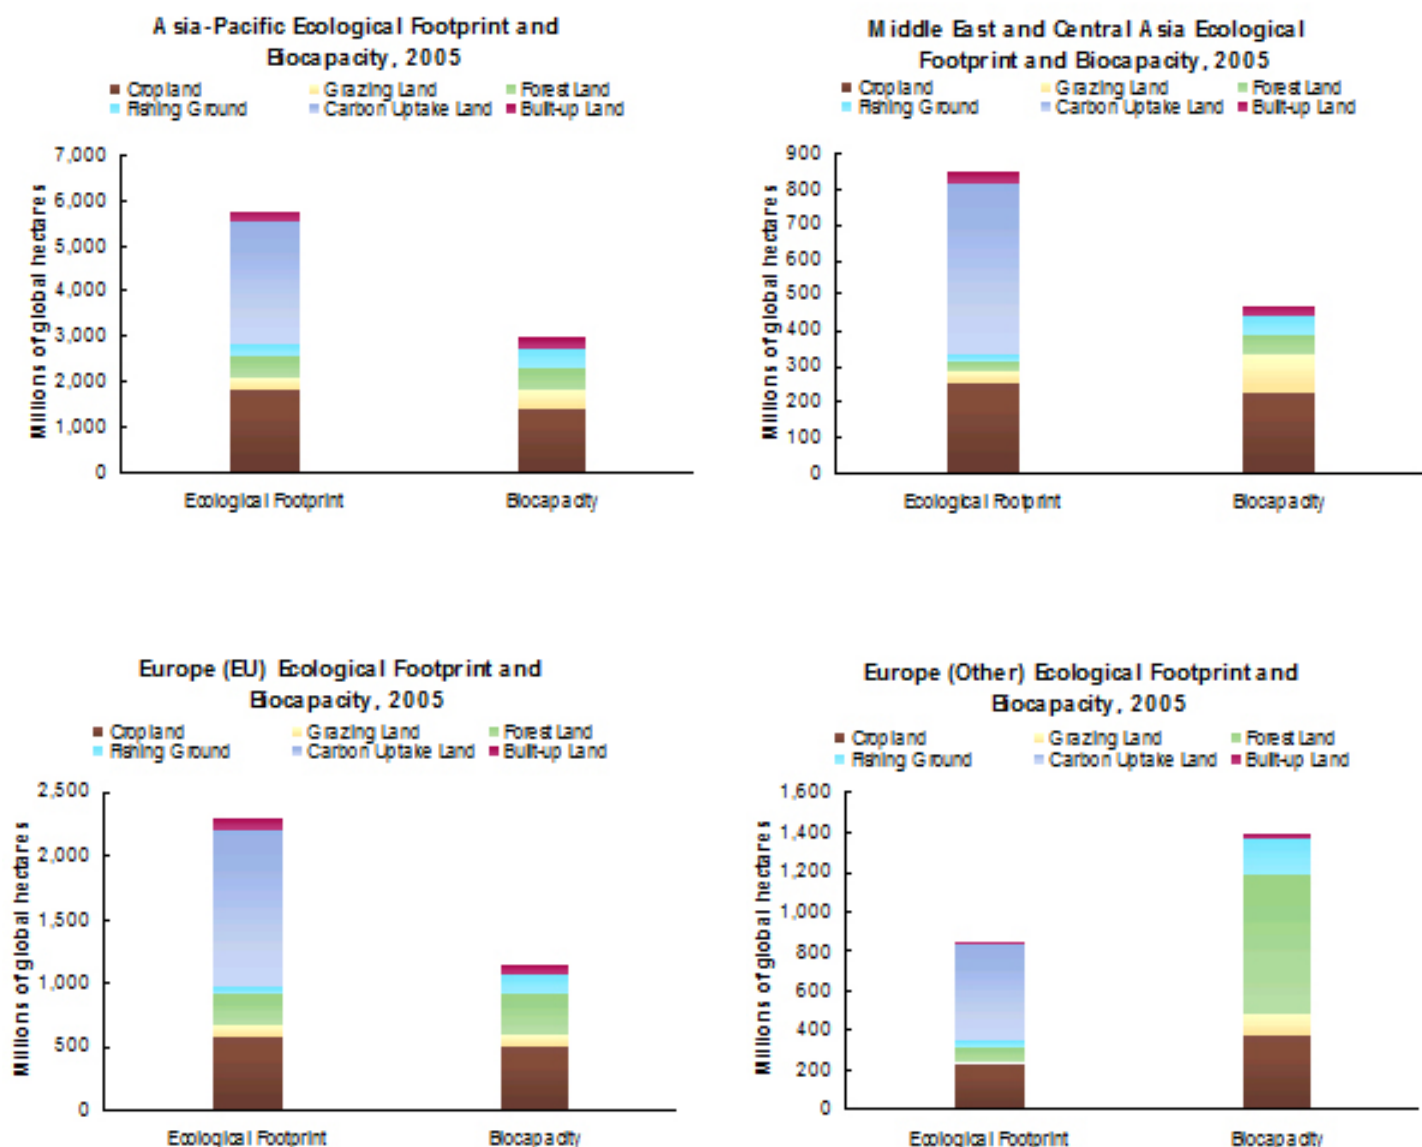 Asia-Pacific Ecological Footprint and
Biocapacity, 2005
Cropland Grazing Land Forest Land
Fishing Ground Carbon Uptake Land Built-up Land
Millions of global hectares
7,000
6,000
5,000
4,000
3,000
2,000
1,000
0
Ecological Footprint Biocapacity
Middle East and Central Asia Ecological
Footprint and Biocapacity, 2005
Cropland Grazing Land Forest Land
Fishing Ground Carbon Uptake Land Built-up Land
Millions of global hectares
900
800
700
600
500
400
300
200
100
0
Ecological Footprint Biocapacity
Europe (EU) Ecological Footprint and
Biocapacity, 2005
Cropland Grazing Land Forest Land
Fishing Ground Carbon Uptake Land Built-up Land
Millions of global hectares
2,500
2,000
1,500
1,000
500
0
Ecological Footprint Biocapacity
Europe (Other) Ecological Footprint and
Biocapacity, 2005
Cropland Grazing Land Forest Land
Fishing Ground Carbon Uptake Land Built-up Land
Millions of global hectares
1,600
1,400
1,200
1,000
800
600
400
200
0
Ecological Footprint Biocapacity